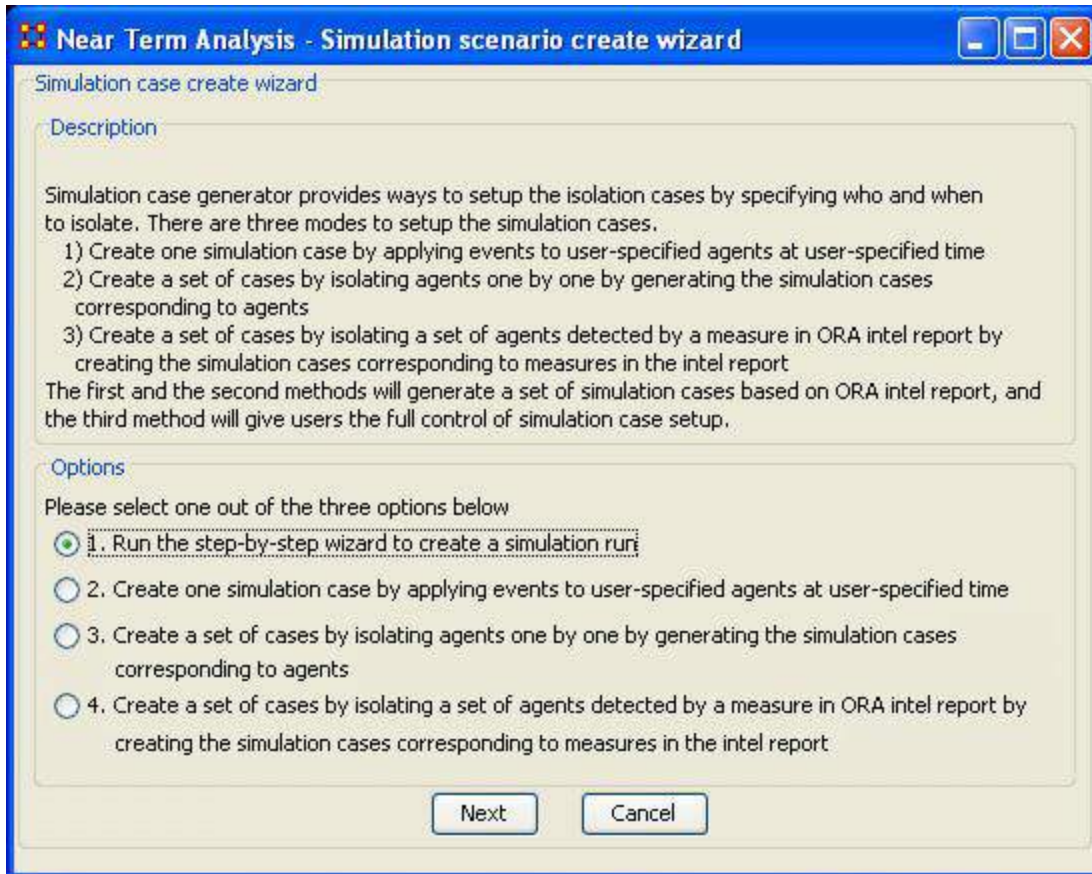 Near Term Analysis - Simulation scenario create wizard
Simulation case create wizard
Description
Simulation case generator provides ways to setup the isolation cases by specifying who and when
to isolate. There are three modes to setup the simulation cases.
1) Create one simulation case by applying events to user-specified agents at user-specified time
2) Create a set of cases by isolating agents one by one by generating the simulation cases
corresponding to agents
3) Create a set of cases by isolating a set of agents detected by a measure in ORA intel report by
creating the simulation cases corresponding to measures in the intel report
The first and the second methods will generate a set of simulation cases based on ORA intel report, and
the third method will give users the full control of simulation case setup.
Options
Please select one out of the three options below
1. Run the step-by-step wizard to create a simulation run
2. Create one simulation case by applying events to user-specified agents at user-specified time
3. Create a set of cases by isolating agents one by one by generating the simulation cases
corresponding to agents
4. Create a set of cases by isolating a set of agents detected by a measure in ORA intel report by
creating the simulation cases corresponding to measures in the intel report
Next Cancel